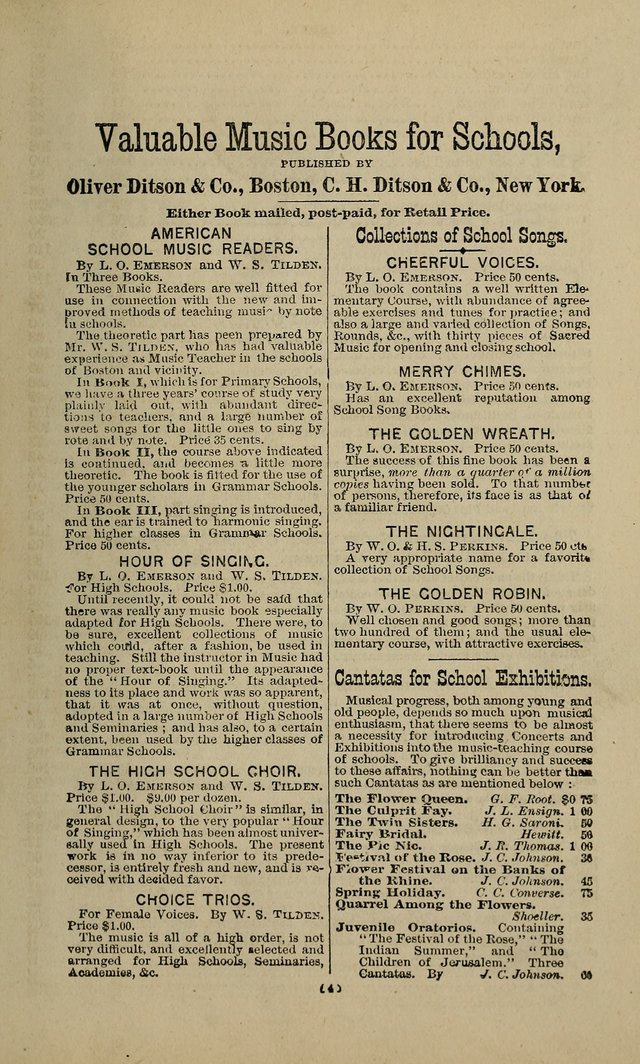 Valuable Music Books for Schools,
PUBLISHED BY
Oliver Ditson & Co., Boston, C. H. Ditson & Co., New York.
Either Book mailed, post-paid, for Retail Price.
AMERICAN
SCHOOL MUSIC READERS.
By L. O. EMERSON and W. S. TILDEN.
In Three Books.
These Music Readers are well fitted for
use in connection with the new and im-
proved methods of teaching music by note
in schools.
The theoretic part has been prepared by
Mr. W. S. TILDEN, who has had valuable
experience as Music Teacher in the schools
of Boston and vicinity.
In Book I, which is for Primary Schools,
we have a three years' course of study very
plainly laid out, with abundant direc-
tions to teachers, and a large number of
sweet songs for the little ones to sing by
rote and by note. Price 35 cents.
In Book II, the course above indicated
is continued, and becomes a little more
theoretic. The book is fitted for the use of
the younger scholars in Grammar Schools.
Price 50 cents.
In Book III, part singing is introduced,
and the ear is trained to harmonic singing.
For higher classes in Grammar Schools.
Price 50 cents.
HOUR OF SINGING.
By L. O. EMERSON and W. S. TILDEN.
For High Schools. Price $1.00.
Until recently, it could not be said that
there was really any music book especially
adapted for High Schools. There were, to
be sure, excellent collections of music
which could, after a fashion, be used in
teaching. Still the instructor in Music had
no proper text-book until the appearance
of the "Hour of Singing." Its adapted-
ness to its place and work was so apparent,
that it was at once, without question,
adopted in a large number of High Schools
and Seminaries; and has also, to a certain
extent, been used by the higher classes of
Grammar Schools.
THE HIGH SCHOOL CHOIR.
By L. O. EMERSON and W. S. TILDEN.
Price $1.00. $9.00 per dozen.
The "High School Choir" is similar, in
general design, to the very popular "Hour
of Singing," which has been almost univer-
sally used in High Schools. The present
work is in no way inferior to its prede-
cessor, is entirely fresh and new, and is re-
ceived with decided favor.
CHOICE TRIOS.
For Female Voices. By W. S. TILDEN.
Price $1.00.
The music is all of a high order, is not
very difficult, and excellently selected and
arranged for High Schools, Seminaries,
Academies, &c.
Collections of School Songs.
CHEERFUL VOICES.
By L. O. EMERSON. Price 50 cents.
The book contains a well written Ele-
mentary Course, with abundance of agree-
able exercises and tunes for practice; and
also a large and varied collection of Songs,
Rounds, &c., with thirty pieces of Sacred
Music for opening and closing school.
MERRY CHIMES.
By L. O. EMERSON. Price 50 cents.
Has an excellent reputation among
School Song Books.
THE GOLDEN WREATH.
By L. O. EMERSON. Price 50 cents.
The success of this fine book has been a
surprise, more than a quarter of a million
copies having been sold. To that number
of persons, therefore, its face is as that of
a familiar friend.
THE NIGHTINGALE.
By W. O. & H. S. PERKINS. Price 50 cts
A very appropriate name for a favorite
collection of School Songs.
THE GOLDEN ROBIN.
By W. O. PERKINS. Price 50 cents.
Well chosen and good songs; more than
two hundred of them; and the usual ele-
mentary course, with attractive exercises.
Cantatas for School Exhibitions.
Musical progress, both among young and
old people, depends so much upon musical
enthusiasm, that there seems to be almost
a necessity for introducing Concerts and
Exhibitions into the music-teaching course
of schools. To give brilliancy and success
to these affairs, nothing can be better than
such Cantatas as are mentioned below:
The Flower Queen. G. F. Root. $0 75
The Culprit Fay. J. L. Ensign. 1 00
The Twin Sisters. H. G. Saroni. 50
Fairy Bridal. Hewitt. 50
The Pic Nic. J. R. Thomas. 1 00
Festival of the Rose. J. C. Johnson. 30
Flower Festival on the Banks of
the Rhine. J. C. Johnson. 45
Spring Holiday. C. C. Converse. 75
Quarrel Among the Flowers.
Shoeller. 35
Juvenile Oratorios. Containing
"The Festival of the Rose," "The
Indian Summer," and "The
Children of Jerusalem." Three
Cantatas. By J. C. Johnson. 60
(4)